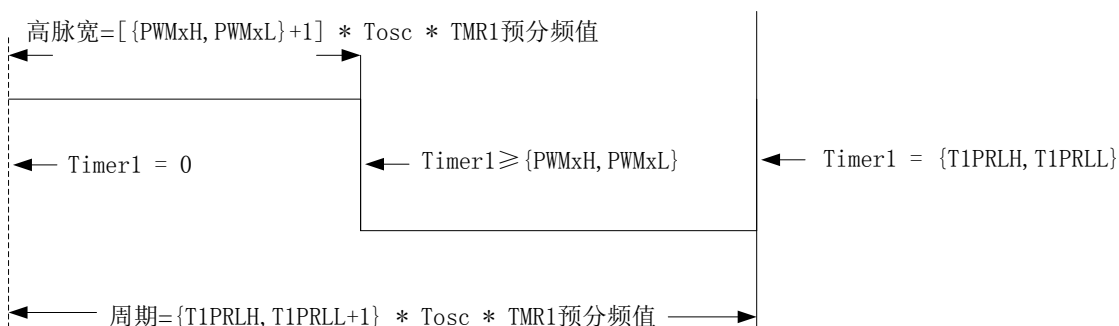 高脉宽=[{PWMxH,PWMxL}+1] * Tosc * TMR1预分频值
Timer1 = 0
Timer1≥{PWMxH,PWMxL}
Timer1 = {T1PRLH,T1PRLL}
周期={T1PRLH,T1PRLL+1} * Tosc * TMR1预分频值